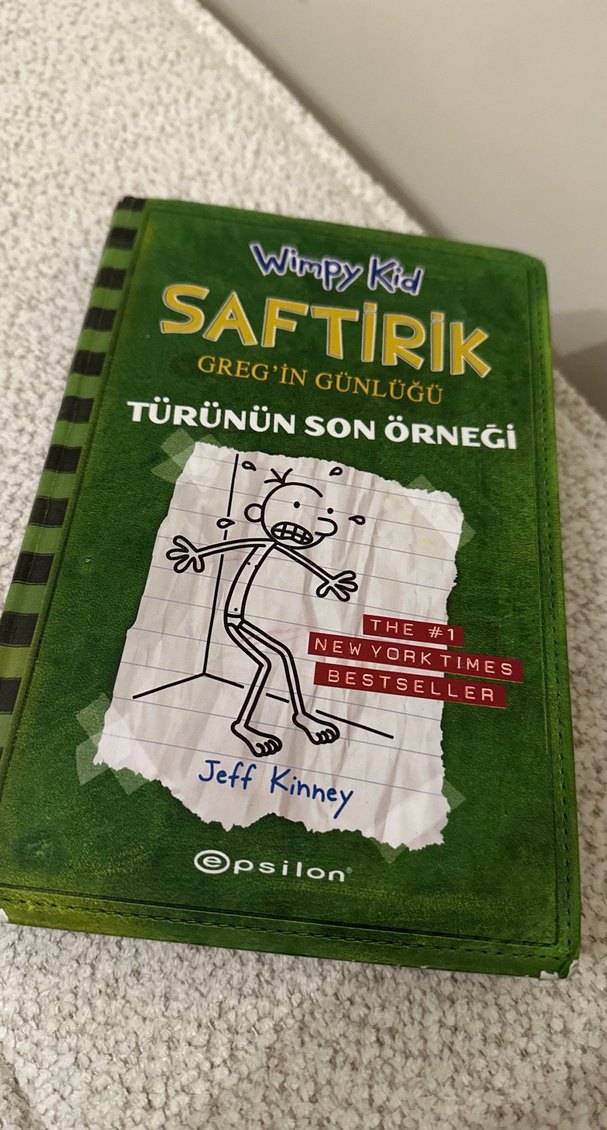 Wimpy Kid
SAFTİRİK
GREG'İN GÜNLÜĞÜ
TÜRÜNÜN SON ÖRNEĞİ
THE #1
NEW YORK TIMES
BESTSELLER
Jeff Kinney
epsilon®